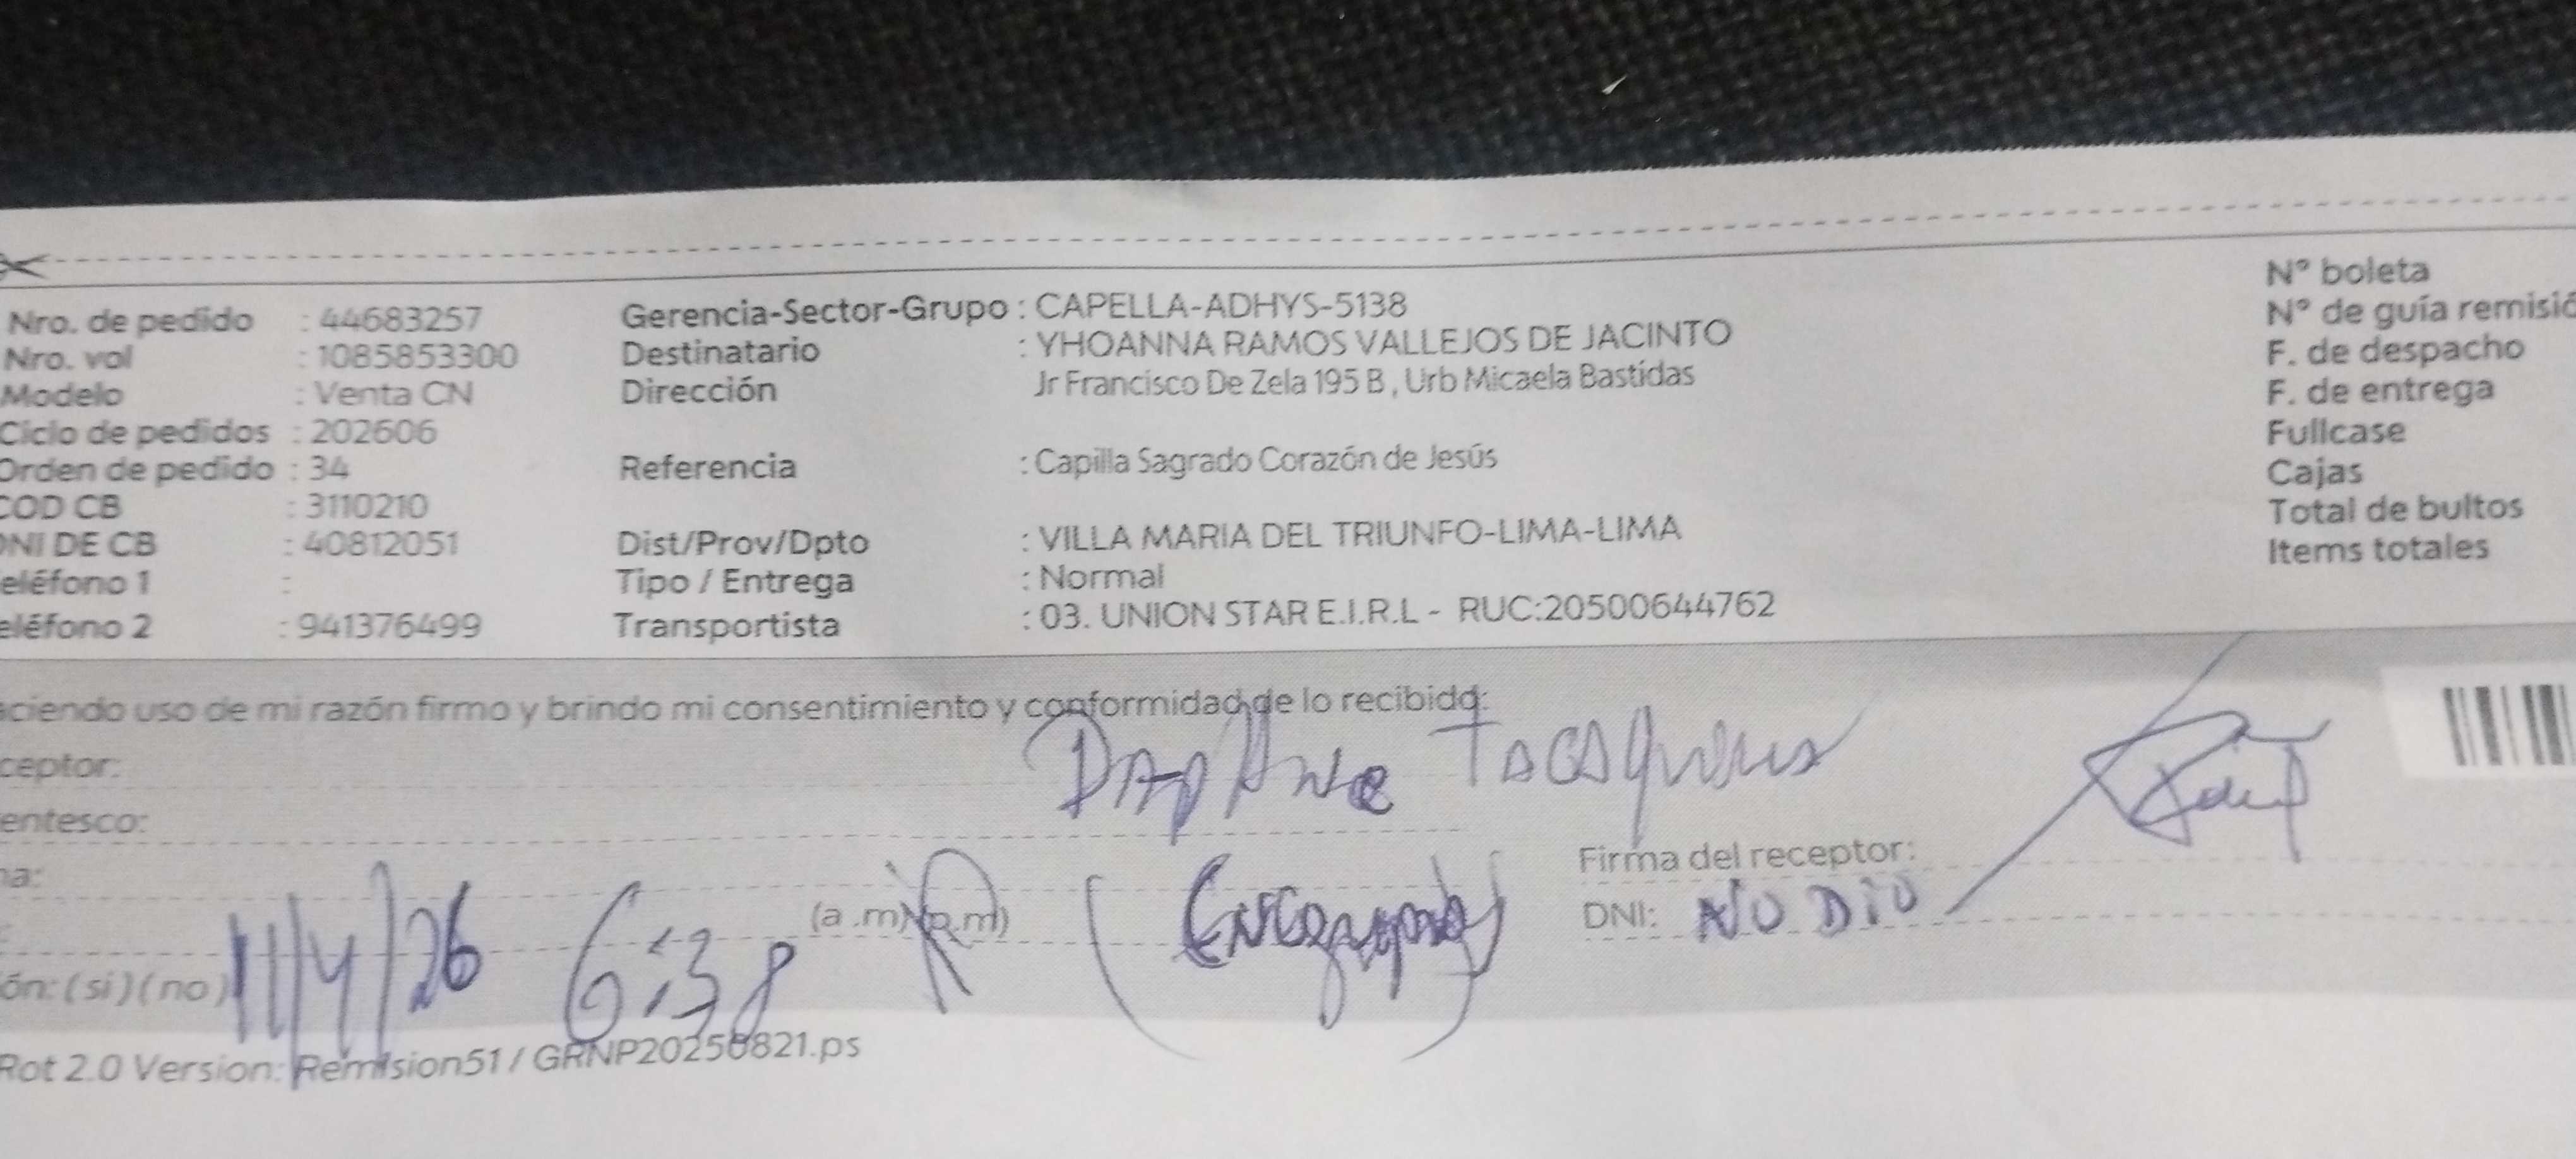 Nro. de pedido : 44683257 Gerencia-Sector-Grupo : CAPELLA-ADHYS-5138 N° boleta
Nro. vol : 1085853300 Destinatario : YHOANNA RAMOS VALLEJOS DE JACINTO N° de guía remisió
Modelo : Venta CN Dirección Jr Francisco De Zela 195 B , Urb Micaela Bastidas F. de despacho
Ciclo de pedidos : 202606 F. de entrega
Orden de pedido : 34 Referencia : Capilla Sagrado Corazón de Jesús Fullcase
COD CB : 3110210 Cajas
DNI DE CB : 40812051 Dist/Prov/Dpto : VILLA MARIA DEL TRIUNFO-LIMA-LIMA Total de bultos
eléfono 1 : Tipo / Entrega : Normal Items totales
eléfono 2 : 941376499 Transportista : 03. UNION STAR E.I.R.L - RUC:20500644762
aciendo uso de mi razón firmo y brindo mi consentimiento y conformidad de lo recibido:
ceptor: DAPHNE
entesco:
na: Firma del receptor:
11/4/26 6:38 (a .m) (p.m) DNI: NO DIO
ón: ( si ) ( no )
Rot 2.0 Version: Remision51 / GRNP20250821.ps